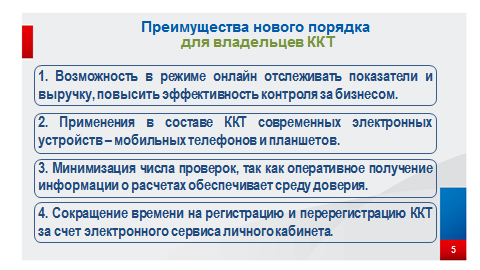 Преимущества нового порядка
для владельцев ККТ
1. Возможность в режиме онлайн отслеживать показатели и
выручку, повысить эффективность контроля за бизнесом.
2. Применения в составе ККТ современных электронных
устройств – мобильных телефонов и планшетов.
3. Минимизация числа проверок, так как оперативное получение
информации о расчетах обеспечивает среду доверия.
4. Сокращение времени на регистрацию и перерегистрацию ККТ
за счет электронного сервиса личного кабинета.
5